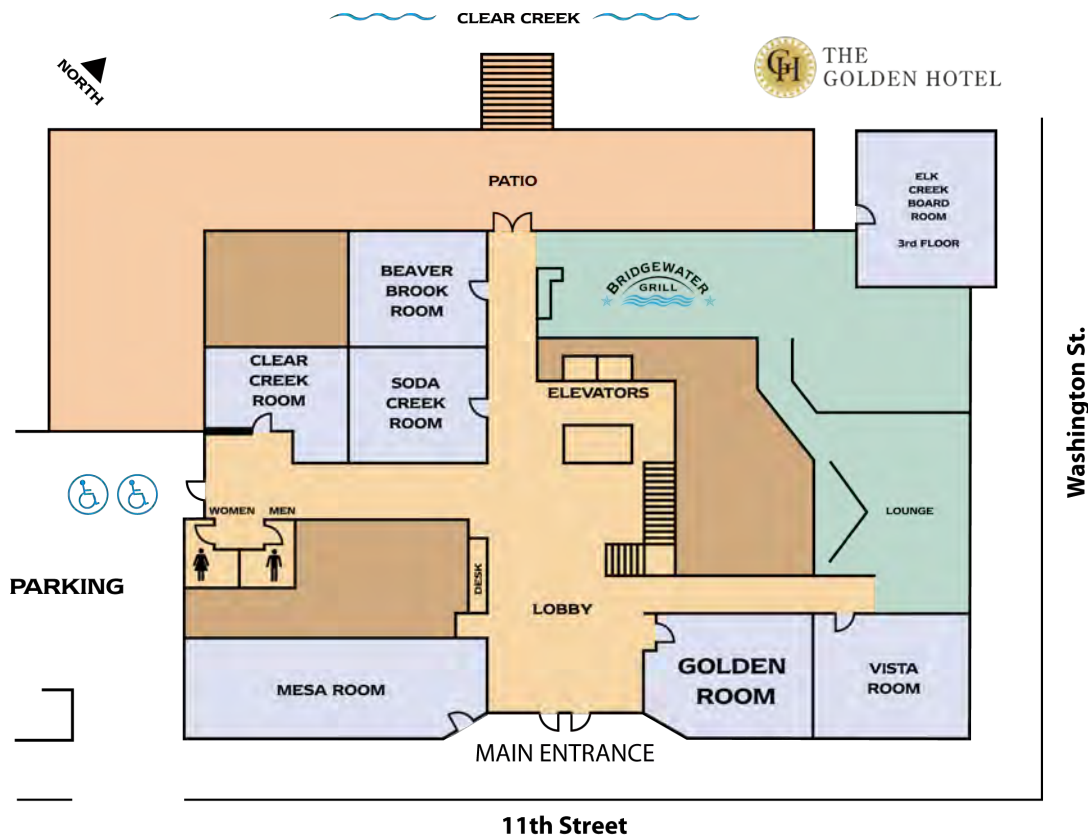 CLEAR CREEK
NORTH
GH
THE
GOLDEN HOTEL
PATIO
ELK
CREEK
BOARD
ROOM
3rd FLOOR
BEAVER
BROOK
ROOM
BRIDGEWATER
GRILL
CLEAR
CREEK
ROOM
SODA
CREEK
ROOM
ELEVATORS
Washington St.
WOMEN
MEN
LOUNGE
PARKING
DESK
LOBBY
MESA ROOM
GOLDEN
ROOM
VISTA
ROOM
MAIN ENTRANCE
11th Street